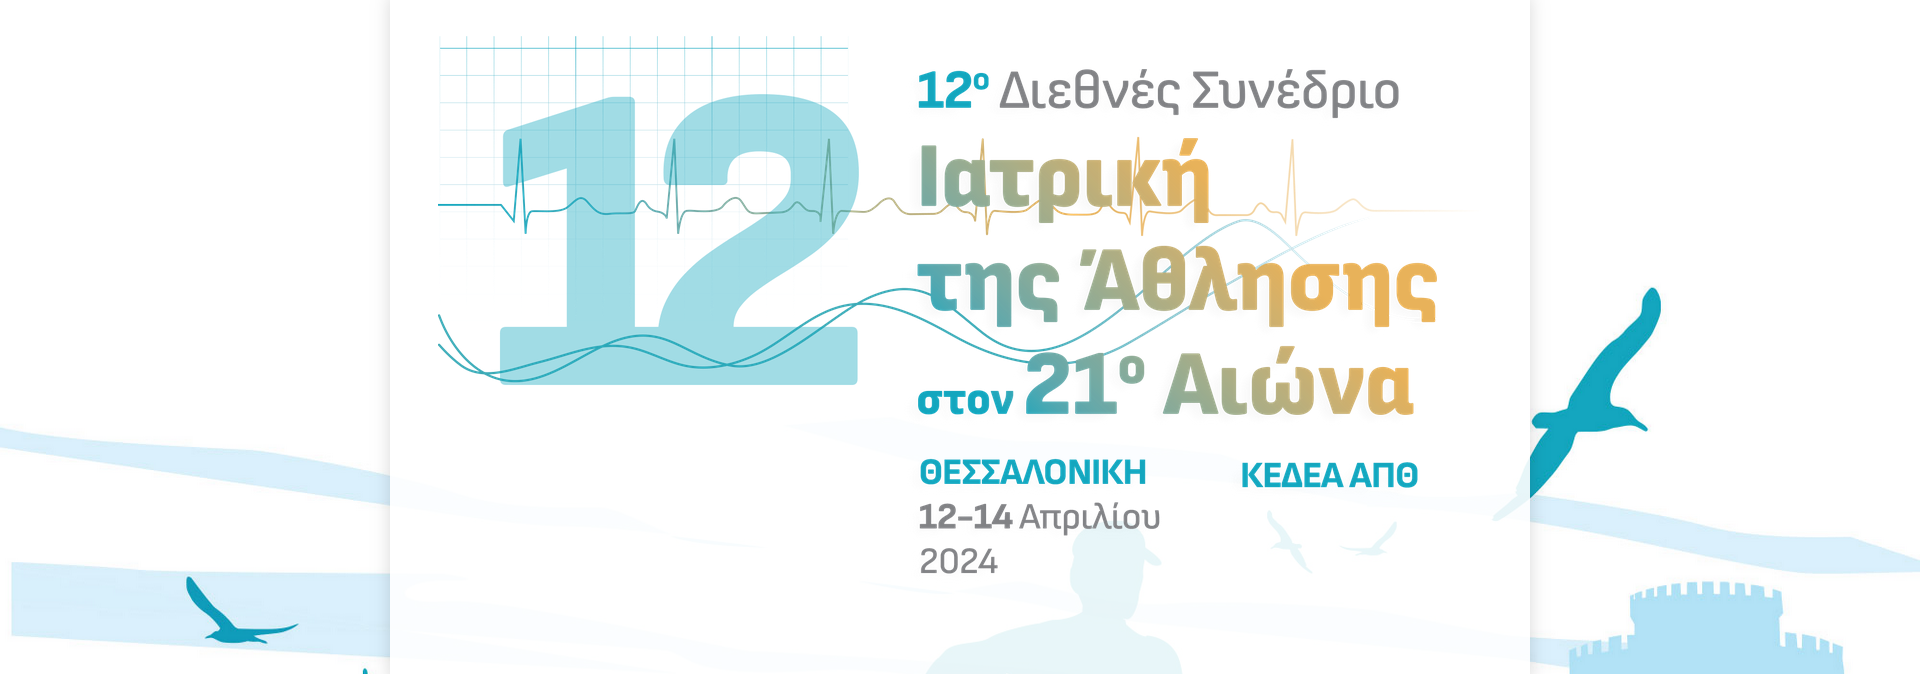 12
12ο Διεθνές Συνέδριο
Ιατρική
της Άθλησης
στον 21ο Αιώνα
ΘΕΣΣΑΛΟΝΙΚΗ
ΚΕΔΕΑ ΑΠΘ
12–14 Απριλίου
2024